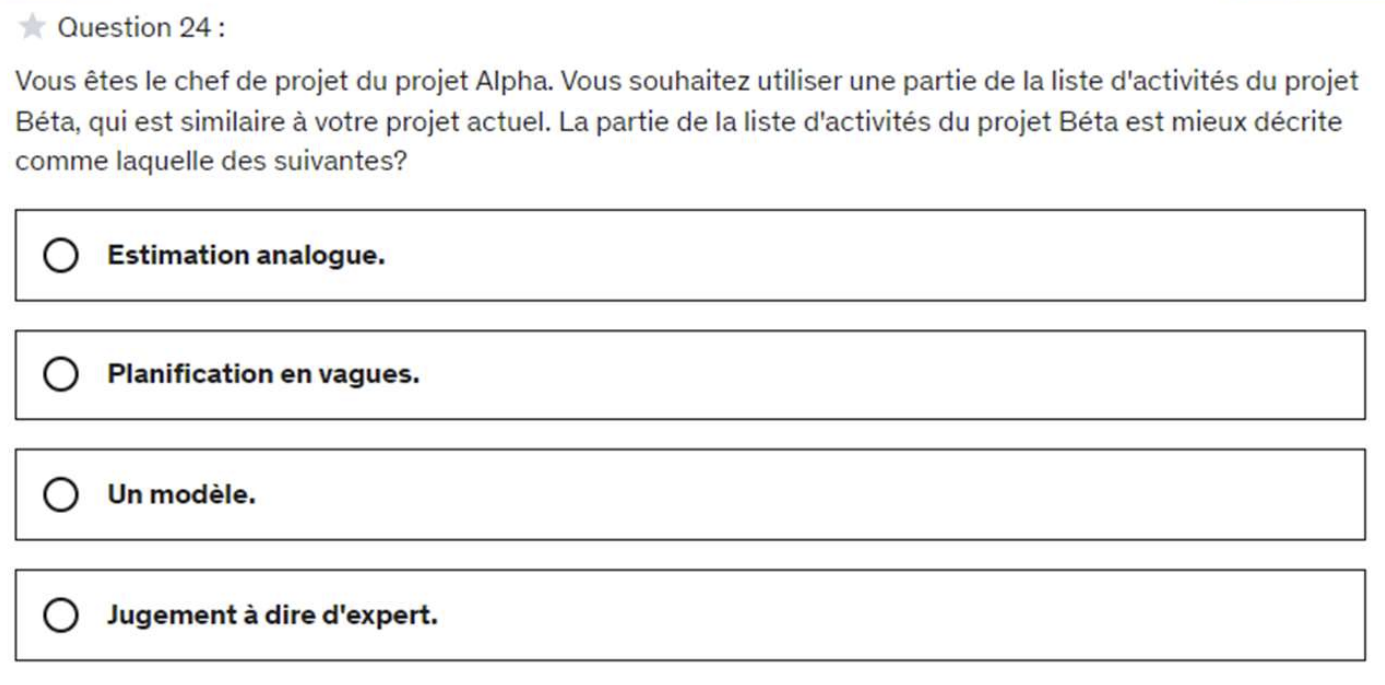 Question 24 :
Vous êtes le chef de projet du projet Alpha. Vous souhaitez utiliser une partie de la liste d'activités du projet
Béta, qui est similaire à votre projet actuel. La partie de la liste d'activités du projet Béta est mieux décrite
comme laquelle des suivantes?
Estimation analogue.
Planification en vagues.
Un modèle.
Jugement à dire d'expert.